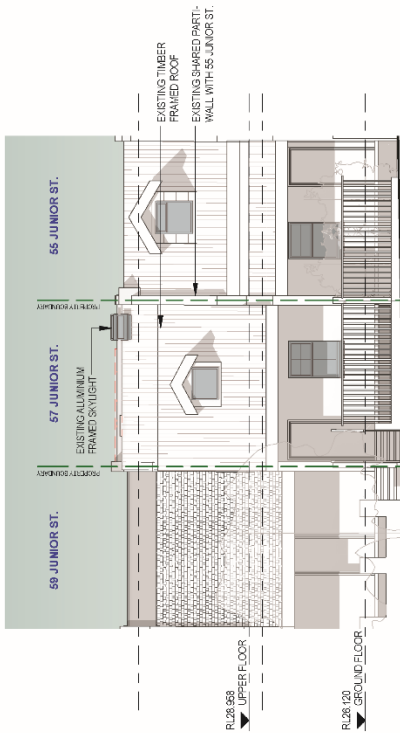 59 JUNIOR ST.
57 JUNIOR ST.
55 JUNIOR ST.
PROPERTY BOUNDARY
PROPERTY BOUNDARY
EXISTING ALUMINIUM
FRAMED SKYLIGHT
EXISTING TIMBER
FRAMED ROOF
EXISTING SHARED PARTI-
WALL WITH 55 JUNIOR ST.
RL28.958
UPPER FLOOR
RL26.120
GROUND FLOOR